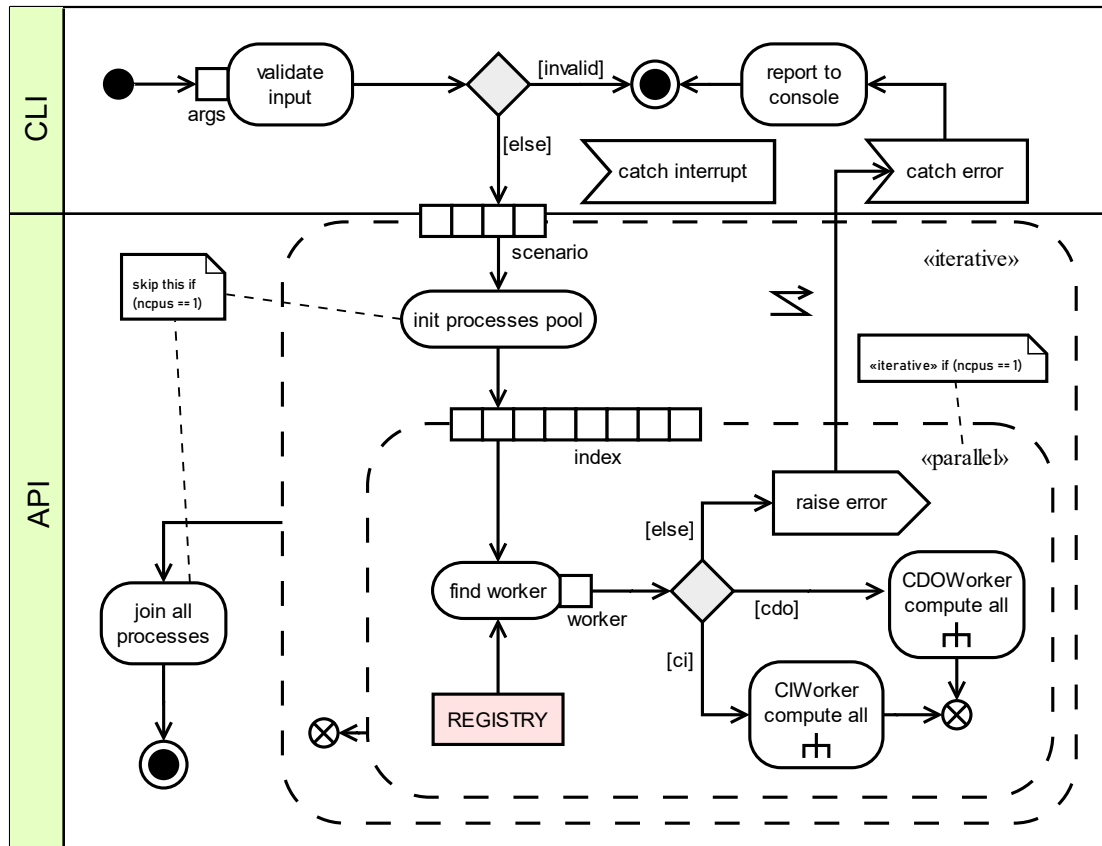 CLI
validate
input
args
[invalid]
report to
console
[else]
catch interrupt
catch error
API
scenario
«iterative»
skip this if
(ncpus == 1)
init processes pool
«iterative» if (ncpus == 1)
index
«parallel»
raise error
[else]
join all
processes
find worker
worker
[cdo]
CDOWorker
compute all
[ci]
CIWorker
compute all
REGISTRY